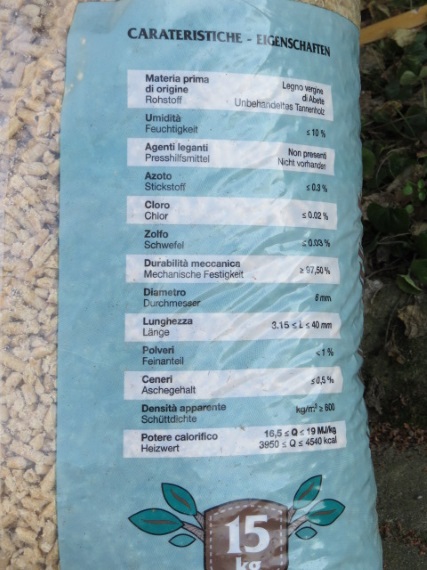 CARATERISTICHE - EIGENSCHAFTEN
Materia prima
di origine
Rohstoff
Legno vergine
di Abete
Unbehandeltes Tannenholz
Umidità
Feuchtigkeit
≤ 10 %
Agenti leganti
Presshilfsmittel
Non presenti
Nicht vorhanden
Azoto
Stickstoff
≤ 0.3 %
Cloro
Chlor
≤ 0.02 %
Zolfo
Schwefel
≤ 0.03 %
Durabilità meccanica
Mechanische Festigkeit
≥ 97,50 %
Diametro
Durchmesser
6 mm
Lunghezza
Länge
3.15 ≤ L ≤ 40 mm
Polveri
Feinanteil
< 1 %
Ceneri
Aschegehalt
≤ 0,5 %
Densità apparente
Schüttdichte
kg/m³ ≥ 600
Potere calorifico
Heizwert
16,5 ≤ Q ≤ 19 MJ/kg
3950 ≤ Q ≤ 4540 kcal
15
kg